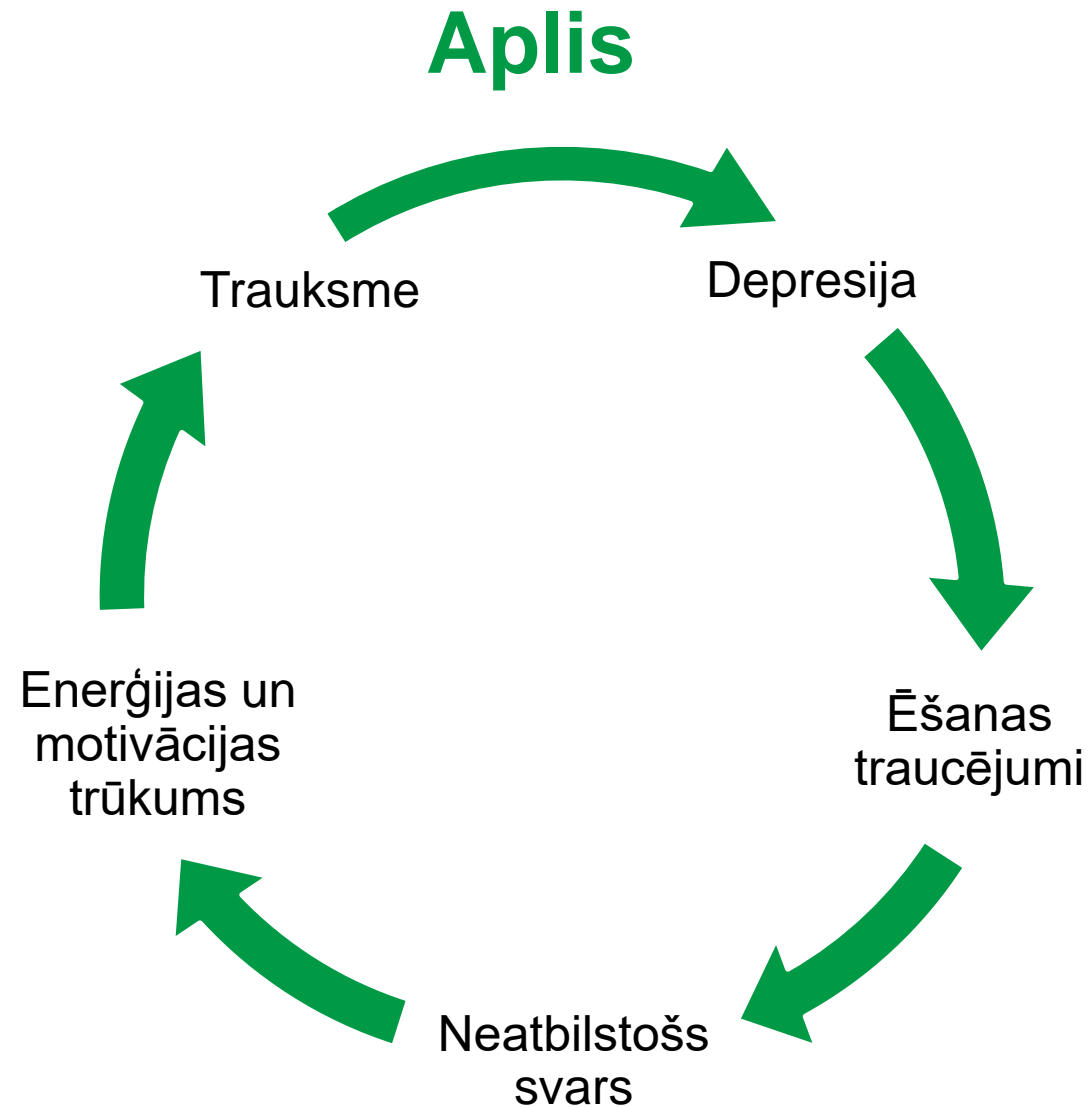 Aplis
Trauksme
Depresija
Ēšanas
traucējumi
Neatbilstošs
svars
Enerģijas un
motivācijas
trūkums